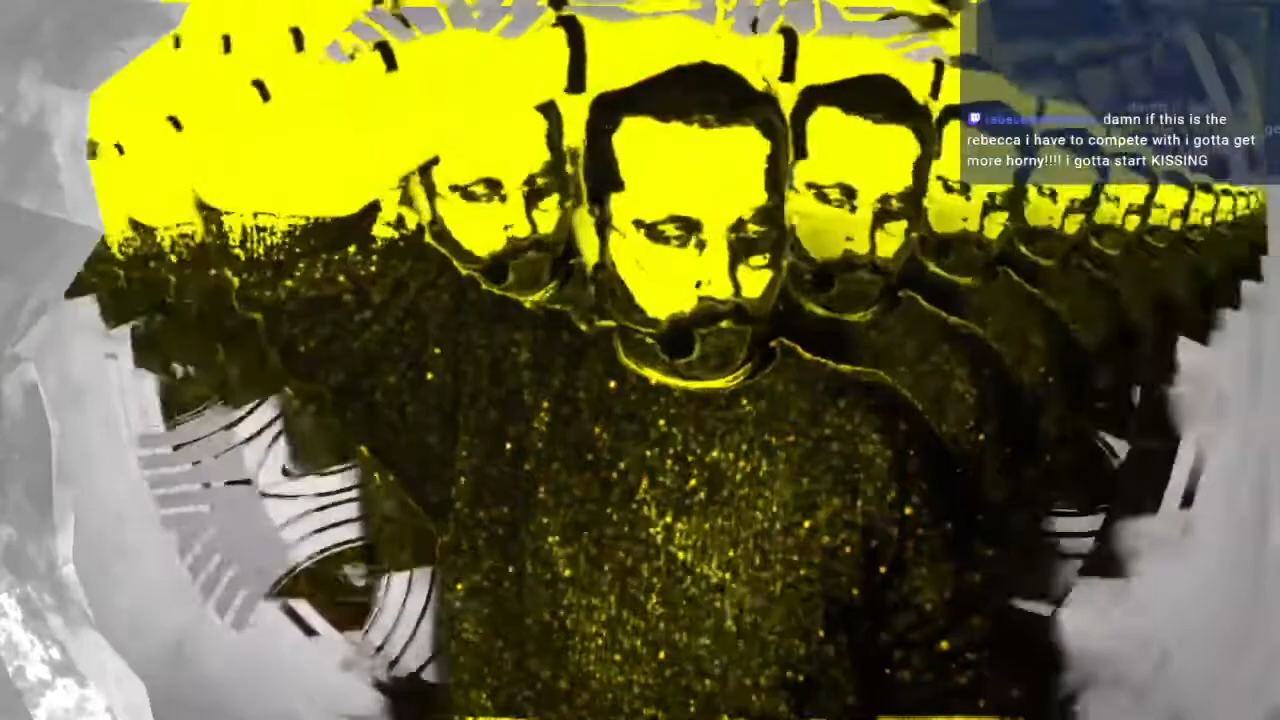 damn if this is the
rebecca i have to compete with i gotta get
more horny!!!! i gotta start KISSING